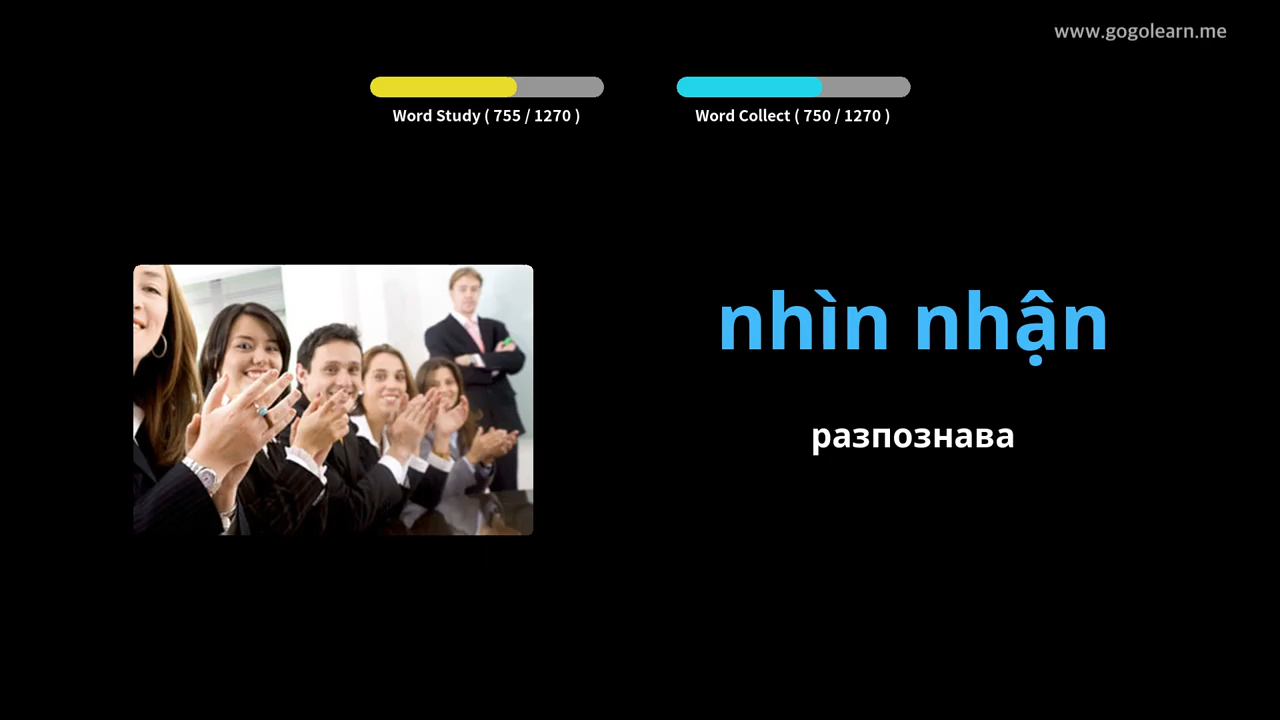 www.gogolearn.me
Word Study ( 755 / 1270 )
Word Collect ( 750 / 1270 )
nhìn nhận
разпознава